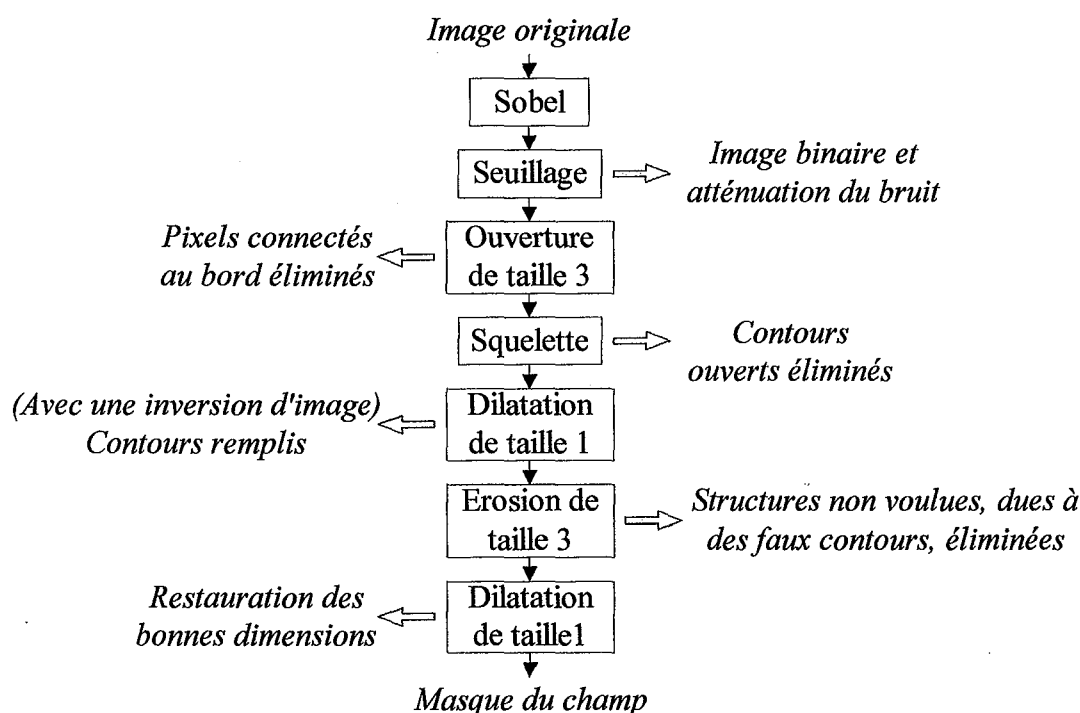 Image originale
Sobel
Seuillage
Image binaire et
atténuation du bruit
Pixels connectés
au bord éliminés
Ouverture
de taille 3
Squelette
Contours
ouverts éliminés
(Avec une inversion d'image)
Contours remplis
Dilatation
de taille 1
Erosion de
taille 3
Structures non voulues, dues à
des faux contours, éliminées
Restauration des
bonnes dimensions
Dilatation
de taille1
Masque du champ